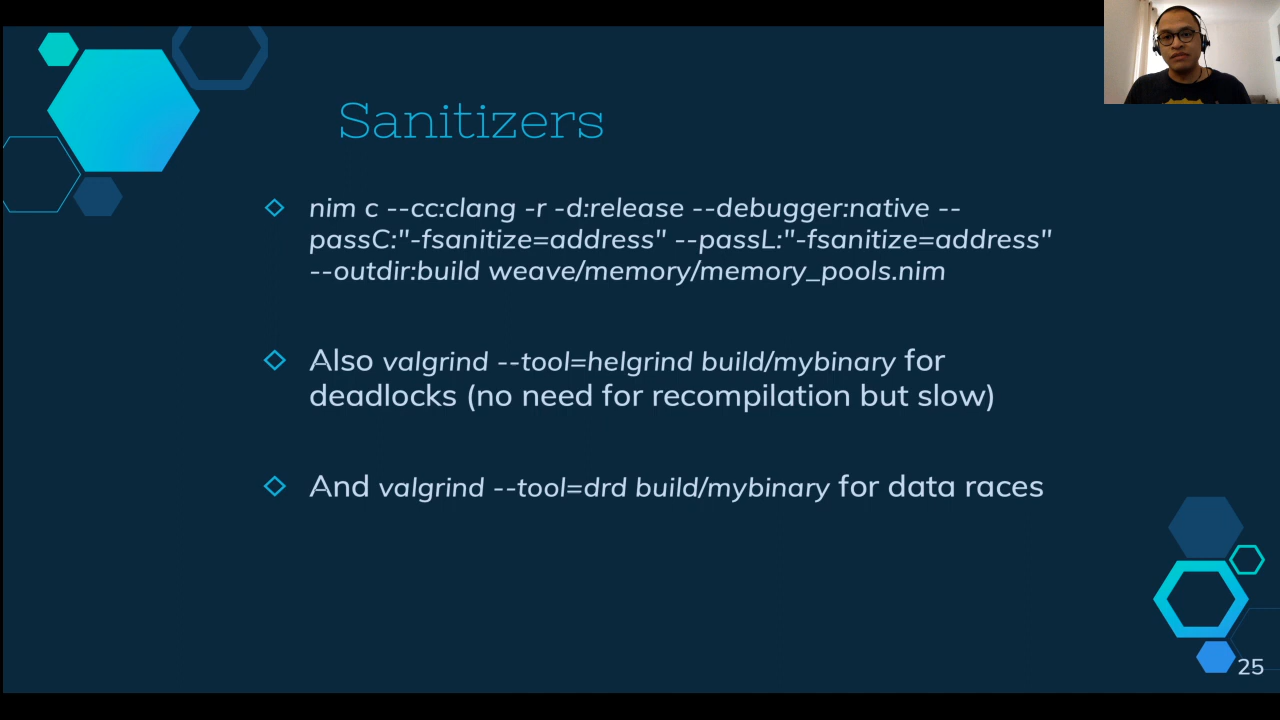 Sanitizers
nim c --cc:clang -r -d:release --debugger:native --
passC:"-fsanitize=address" --passL:"-fsanitize=address"
--outdir:build weave/memory/memory_pools.nim
Also valgrind --tool=helgrind build/mybinary for
deadlocks (no need for recompilation but slow)
And valgrind --tool=drd build/mybinary for data races
25